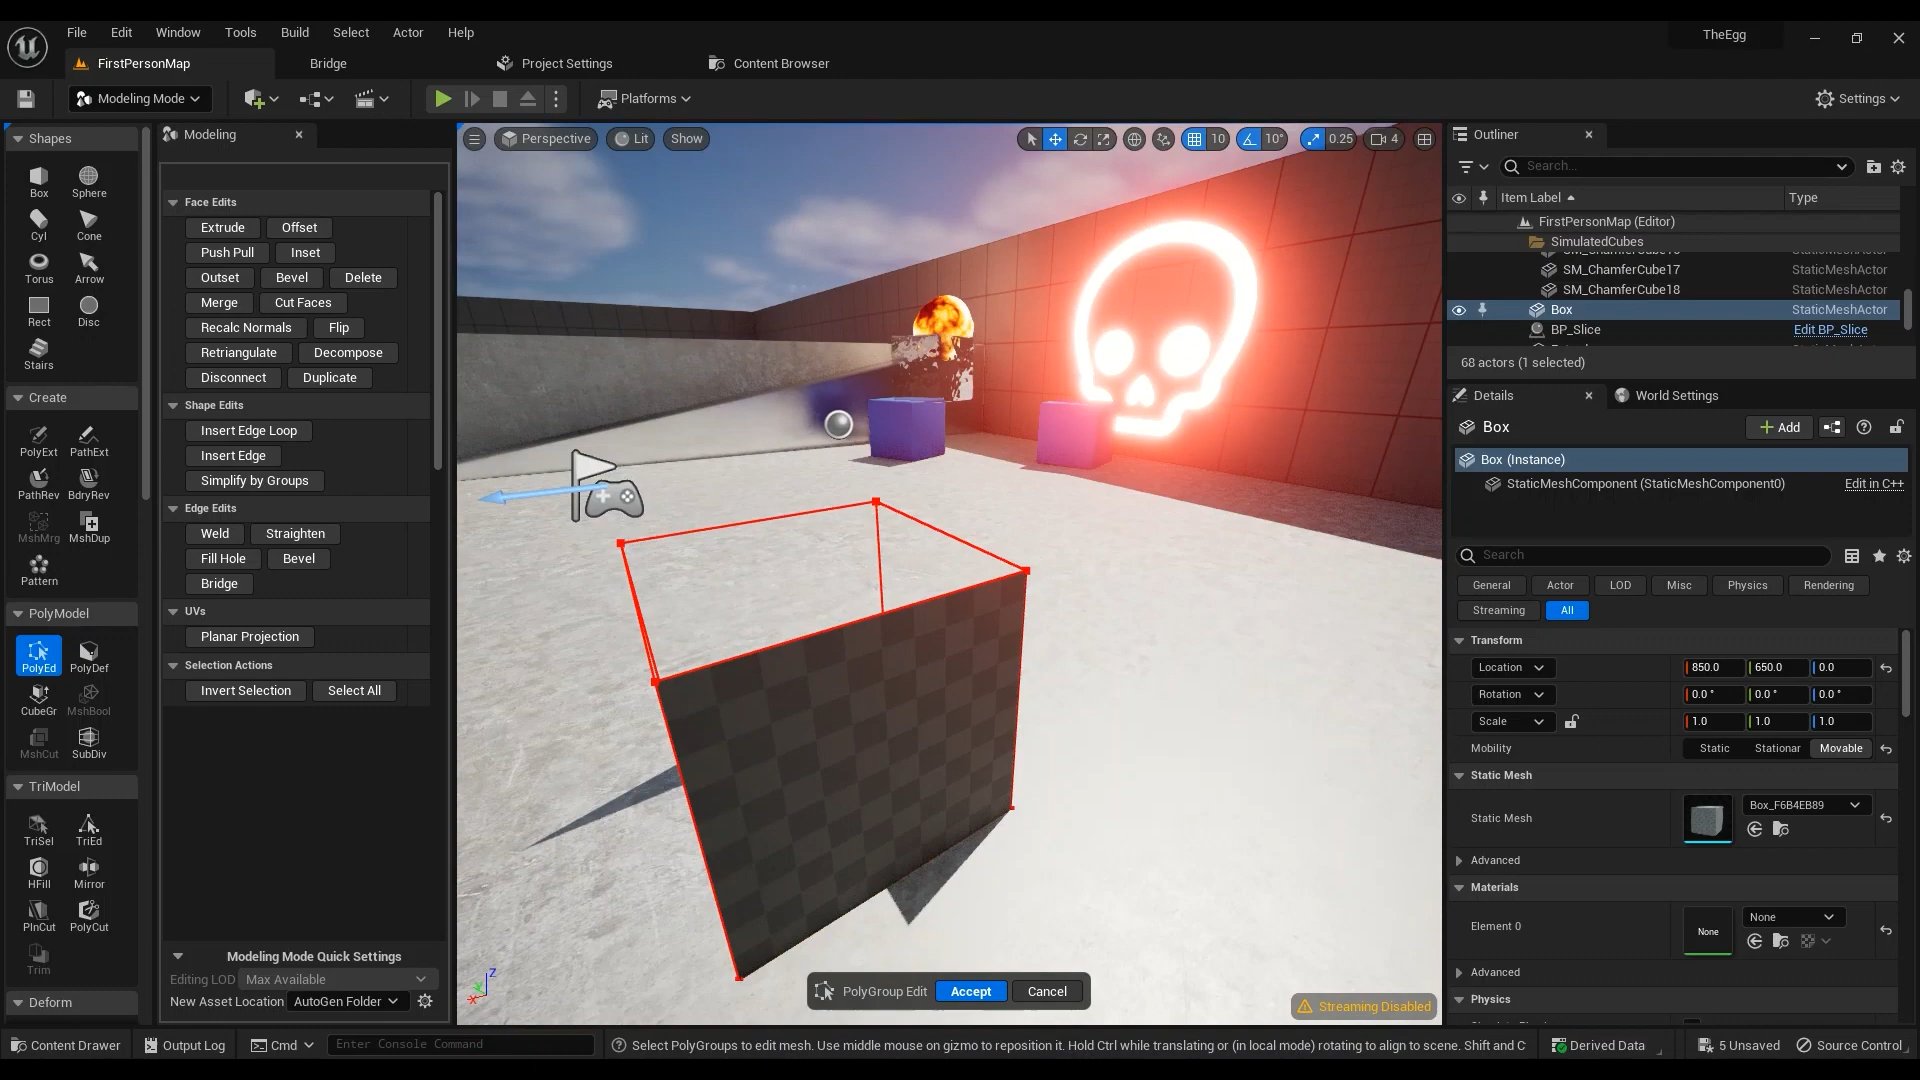 File Edit Window Tools Build Select Actor Help
TheEgg
FirstPersonMap
Bridge
Project Settings
Content Browser
Modeling Mode
Platforms
Settings
Shapes
Box
Sphere
Cyl
Cone
Torus
Arrow
Rect
Disc
Stairs
Create
PolyExt
PathExt
PathRev
BdryRev
MshMrg
MshDup
Pattern
PolyModel
PolyEd
PolyDef
CubeGr
MshBool
MshCut
SubDiv
TriModel
TriSel
TriEd
HFill
Mirror
PlnCut
PolyCut
Trim
Deform
Modeling
Face Edits
Extrude
Offset
Push Pull
Inset
Outset
Bevel
Delete
Merge
Cut Faces
Recalc Normals
Flip
Retriangulate
Decompose
Disconnect
Duplicate
Shape Edits
Insert Edge Loop
Insert Edge
Simplify by Groups
Edge Edits
Weld
Straighten
Fill Hole
Bevel
Bridge
UVs
Planar Projection
Selection Actions
Invert Selection
Select All
Modeling Mode Quick Settings
Editing LOD
Max Available
New Asset Location
AutoGen Folder
Perspective
Lit
Show
10
10°
0.25
4
Z
X
PolyGroup Edit
Accept
Cancel
Streaming Disabled
Outliner
Search...
Item Label
Type
FirstPersonMap (Editor)
SimulatedCubes
SM_ChamferCube17
StaticMeshActor
SM_ChamferCube18
StaticMeshActor
Box
StaticMeshActor
BP_Slice
Edit BP_Slice
68 actors (1 selected)
Details
World Settings
Box
Add
Box (Instance)
StaticMeshComponent (StaticMeshComponent0)
Edit in C++
Search
General
Actor
LOD
Misc
Physics
Rendering
Streaming
All
Transform
Location
850.0
650.0
0.0
Rotation
0.0 °
0.0 °
0.0 °
Scale
1.0
1.0
1.0
Mobility
Static
Stationar
Movable
Static Mesh
Static Mesh
Box_F6B4EB89
Advanced
Materials
Element 0
None
None
Advanced
Physics
Content Drawer
Output Log
Cmd
Enter Console Command
Select PolyGroups to edit mesh. Use middle mouse on gizmo to reposition it. Hold Ctrl while translating or (in local mode) rotating to align to scene. Shift and C
Derived Data
5 Unsaved
Source Control